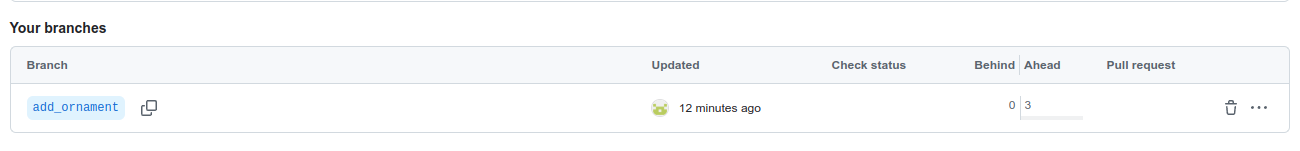 Your branches
Branch Updated Check status Behind Ahead Pull request
add_ornament 12 minutes ago 0 3